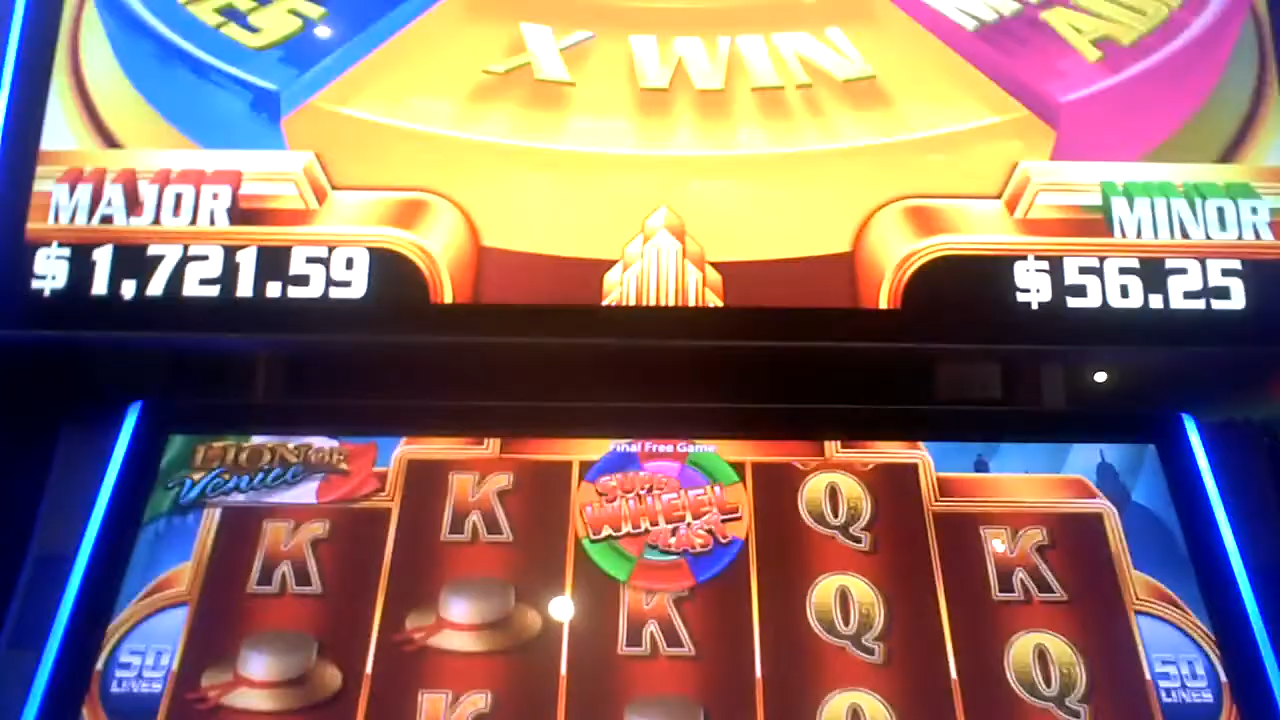 ES
X WIN
MAJOR
$ 1,721.59
MINOR
$ 56.25
Final Free Game
LION OF
Venice
SUPER
WHEEL
BLAST
K
K
K
K
K
Q
Q
Q
K
Q
50
LINES
50
LINES